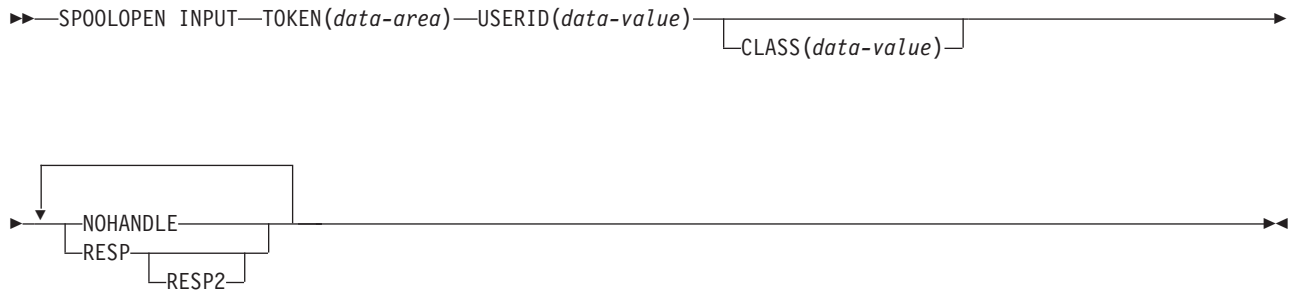 SPOOLOPEN INPUT TOKEN(data-area) USERID(data-value)
CLASS(data-value)
NOHANDLE
RESP
RESP2